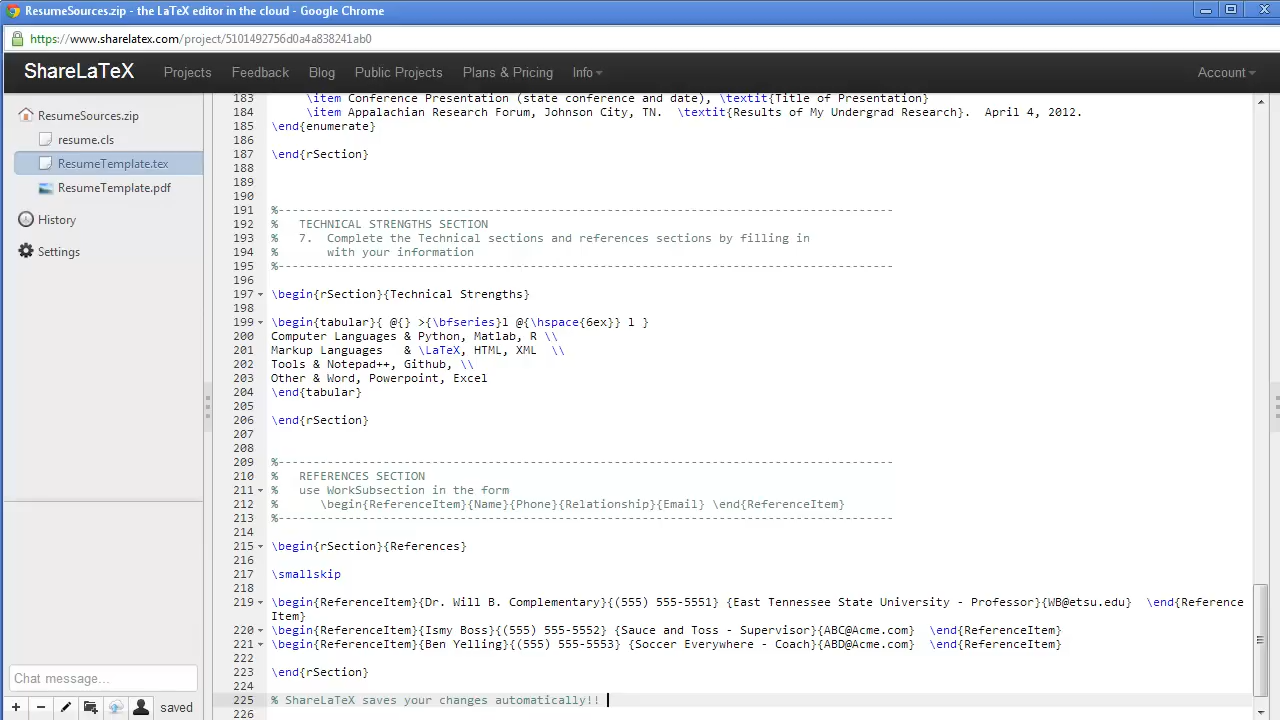 ResumeSources.zip - the LaTeX editor in the cloud - Google Chrome
https://www.sharelatex.com/project/5101492756d0a4a838241ab0
ShareLaTeX Projects Feedback Blog Public Projects Plans & Pricing Info Account
ResumeSources.zip
resume.cls
ResumeTemplate.tex
ResumeTemplate.pdf
History
Settings
Chat message...
saved
183 \item Conference Presentation (state conference and date), \textit{Title of Presentation}
184 \item Appalachian Research Forum, Johnson City, TN. \textit{Results of My Undergrad Research}. April 4, 2012.
185 \end{enumerate}
186
187 \end{rSection}
188
189
190
191 %----------------------------------------------------------------------------------------
192 % TECHNICAL STRENGTHS SECTION
193 % 7. Complete the Technical sections and references sections by filling in
194 % with your information
195 %----------------------------------------------------------------------------------------
196
197 \begin{rSection}{Technical Strengths}
198
199 \begin{tabular}{ @{} >{\bfseries}l @{\hspace{6ex}} l }
200 Computer Languages & Python, Matlab, R \\
201 Markup Languages & \LaTeX, HTML, XML \\
202 Tools & Notepad++, Github, \\
203 Other & Word, Powerpoint, Excel
204 \end{tabular}
205
206 \end{rSection}
207
208
209 %----------------------------------------------------------------------------------------
210 % REFERENCES SECTION
211 % use WorkSubsection in the form
212 % \begin{ReferenceItem}{Name}{Phone}{Relationship}{Email} \end{ReferenceItem}
213 %----------------------------------------------------------------------------------------
214
215 \begin{rSection}{References}
216
217 \smallskip
218
219 \begin{ReferenceItem}{Dr. Will B. Complementary}{(555) 555-5551} {East Tennessee State University - Professor}{WB@etsu.edu} \end{Reference
Item}
220 \begin{ReferenceItem}{Ismy Boss}{(555) 555-5552} {Sauce and Toss - Supervisor}{ABC@Acme.com} \end{ReferenceItem}
221 \begin{ReferenceItem}{Ben Yelling}{(555) 555-5553} {Soccer Everywhere - Coach}{ABD@Acme.com} \end{ReferenceItem}
222
223 \end{rSection}
224
225 % ShareLaTeX saves your changes automatically!!
226